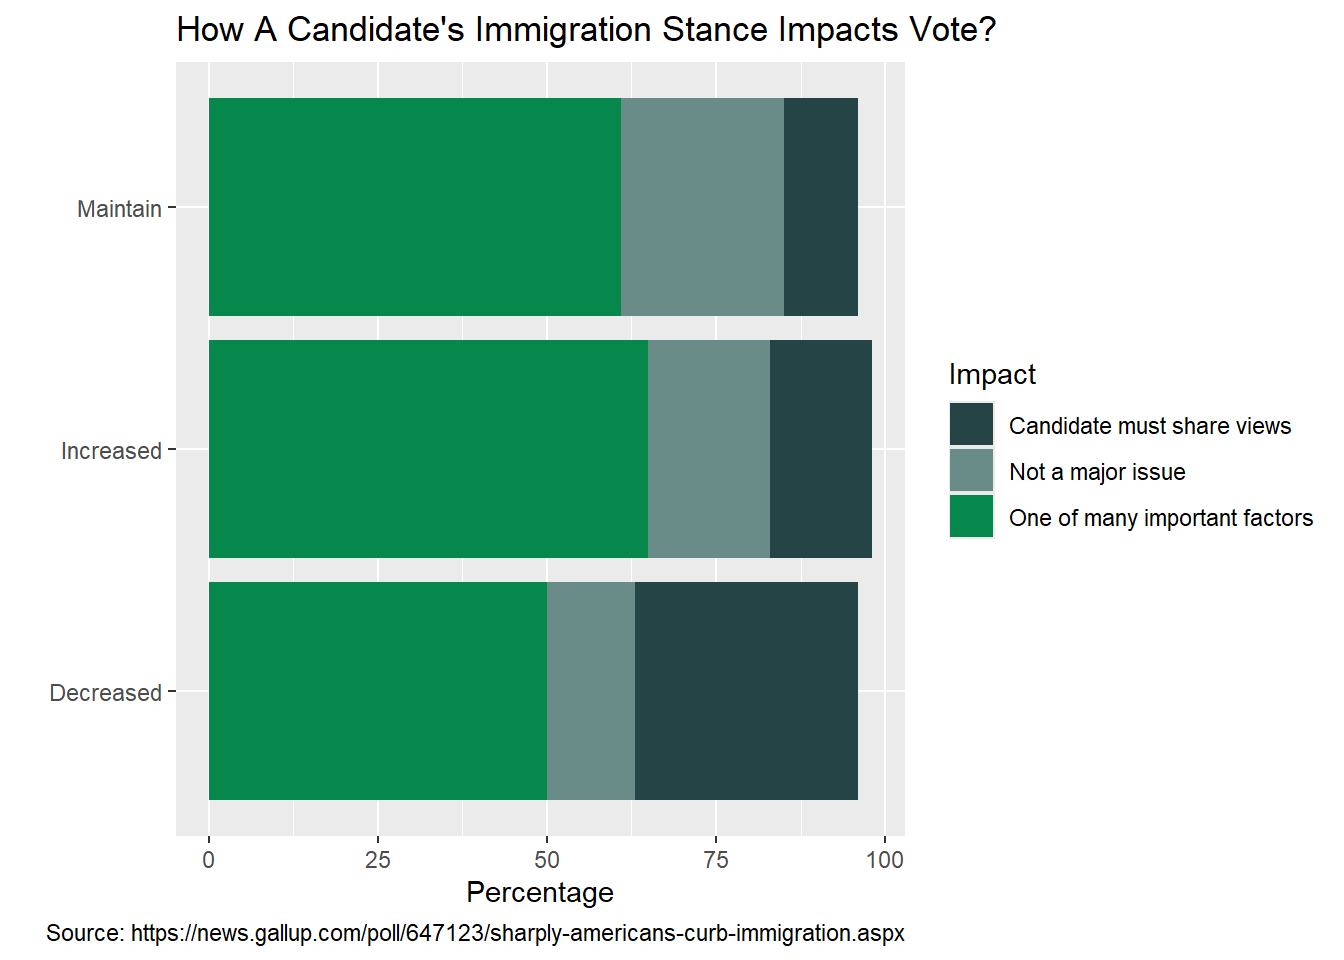 How A Candidate's Immigration Stance Impacts Vote?
Maintain
Increased
Decreased
0 25 50 75 100
Percentage
Impact
Candidate must share views
Not a major issue
One of many important factors
Source: https://news.gallup.com/poll/647123/sharply-americans-curb-immigration.aspx